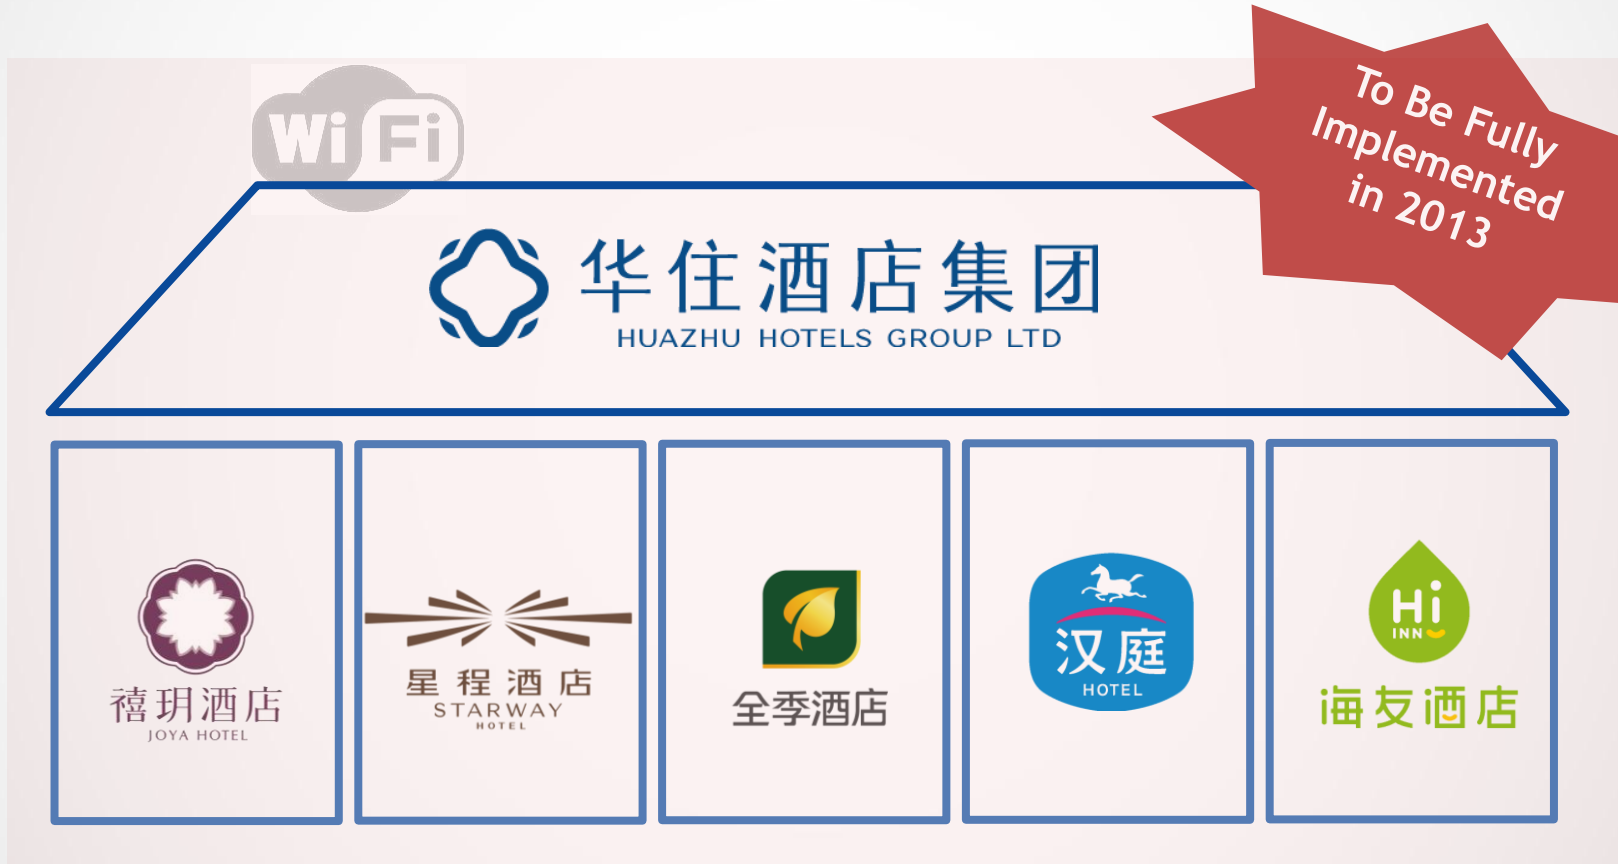 WiFi
To Be Fully
Implemented
in 2013
华住酒店集团
HUAZHU HOTELS GROUP LTD
禧玥酒店
JOYA HOTEL
星程酒店
STARWAY
HOTEL
全季酒店
汉庭
HOTEL
Hi
INN
海友酒店